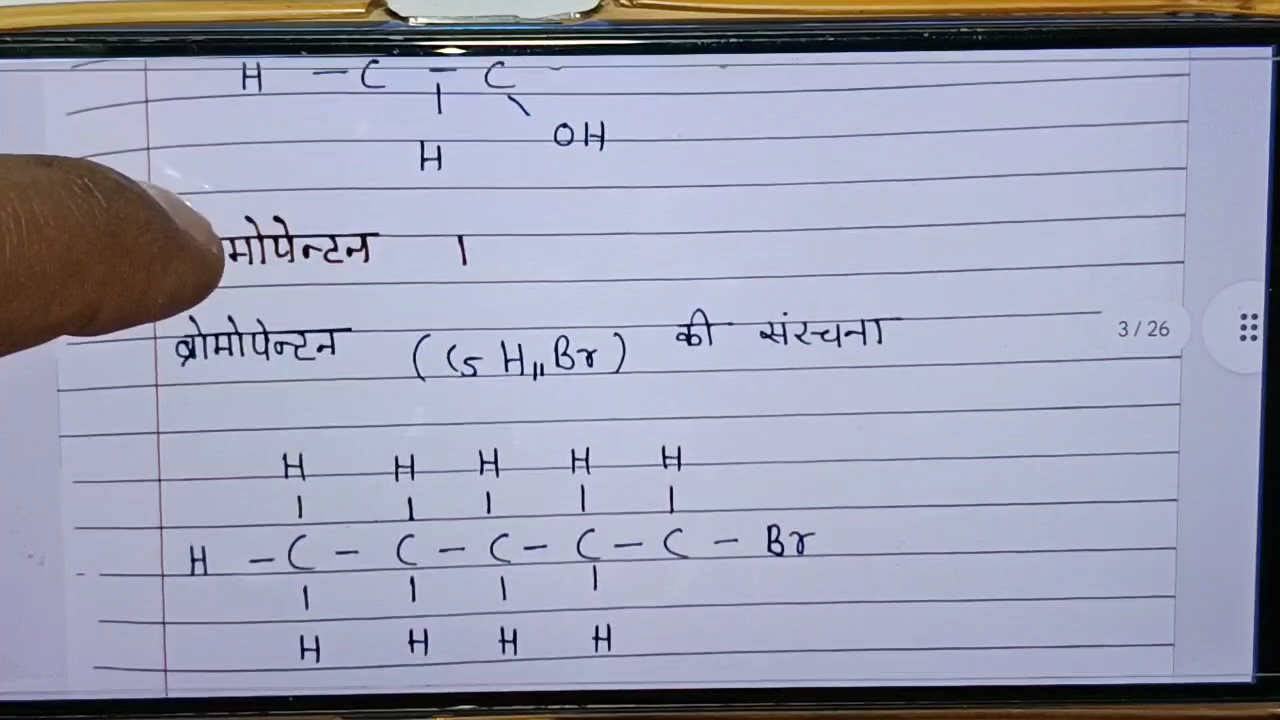 H – C – C
OH
H
मोपेन्टन ।
ब्रोमोपेन्टन (C5 H11 Br) की संरचना
3 / 26
H H H H H
H – C – C – C – C – C – Br
H H H H